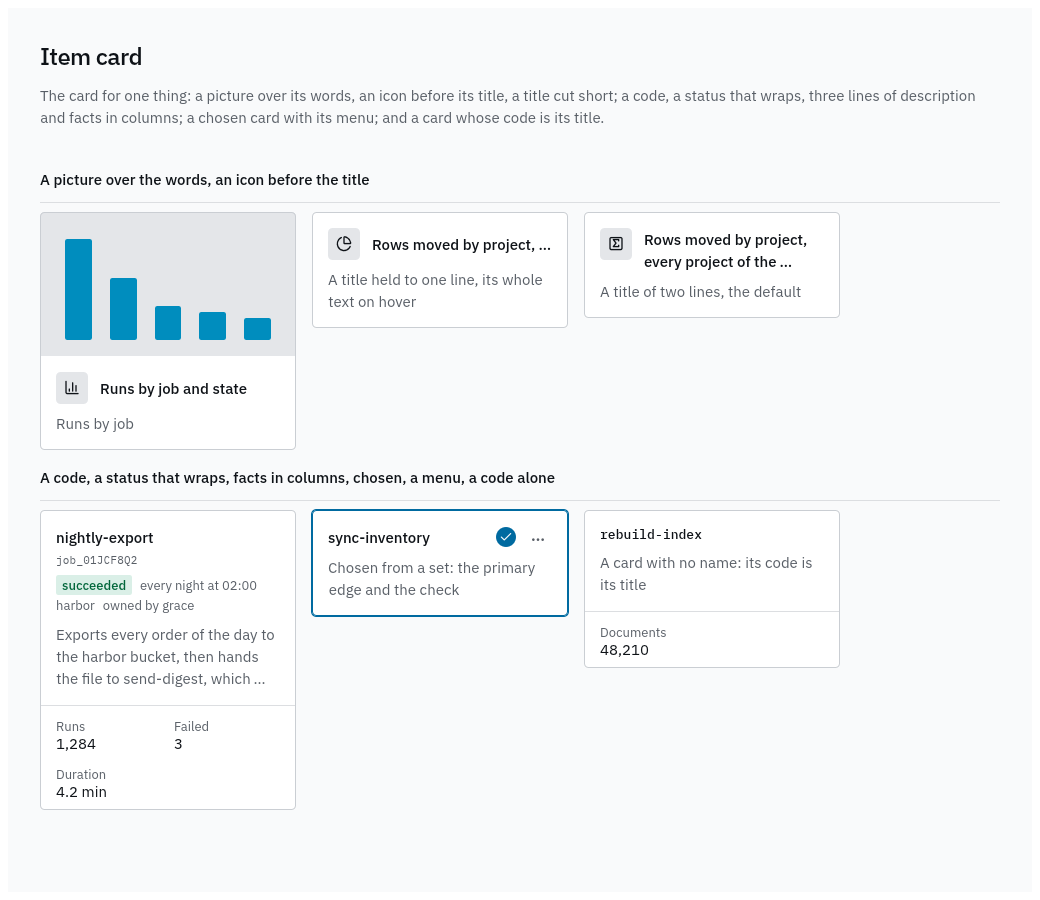 Item card
The card for one thing: a picture over its words, an icon before its title, a title cut short; a code, a status that wraps, three lines of description
and facts in columns; a chosen card with its menu; and a card whose code is its title.
A picture over the words, an icon before the title
Runs by job and state
Runs by job
Rows moved by project, ...
A title held to one line, its whole
text on hover
Rows moved by project,
every project of the ...
A title of two lines, the default
A code, a status that wraps, facts in columns, chosen, a menu, a code alone
nightly-export
job_01JCF8Q2
succeeded every night at 02:00
harbor owned by grace
Exports every order of the day to
the harbor bucket, then hands
the file to send-digest, which ...
Runs Failed
1,284 3
Duration
4.2 min
sync-inventory
Chosen from a set: the primary
edge and the check
rebuild-index
A card with no name: its code is
its title
Documents
48,210